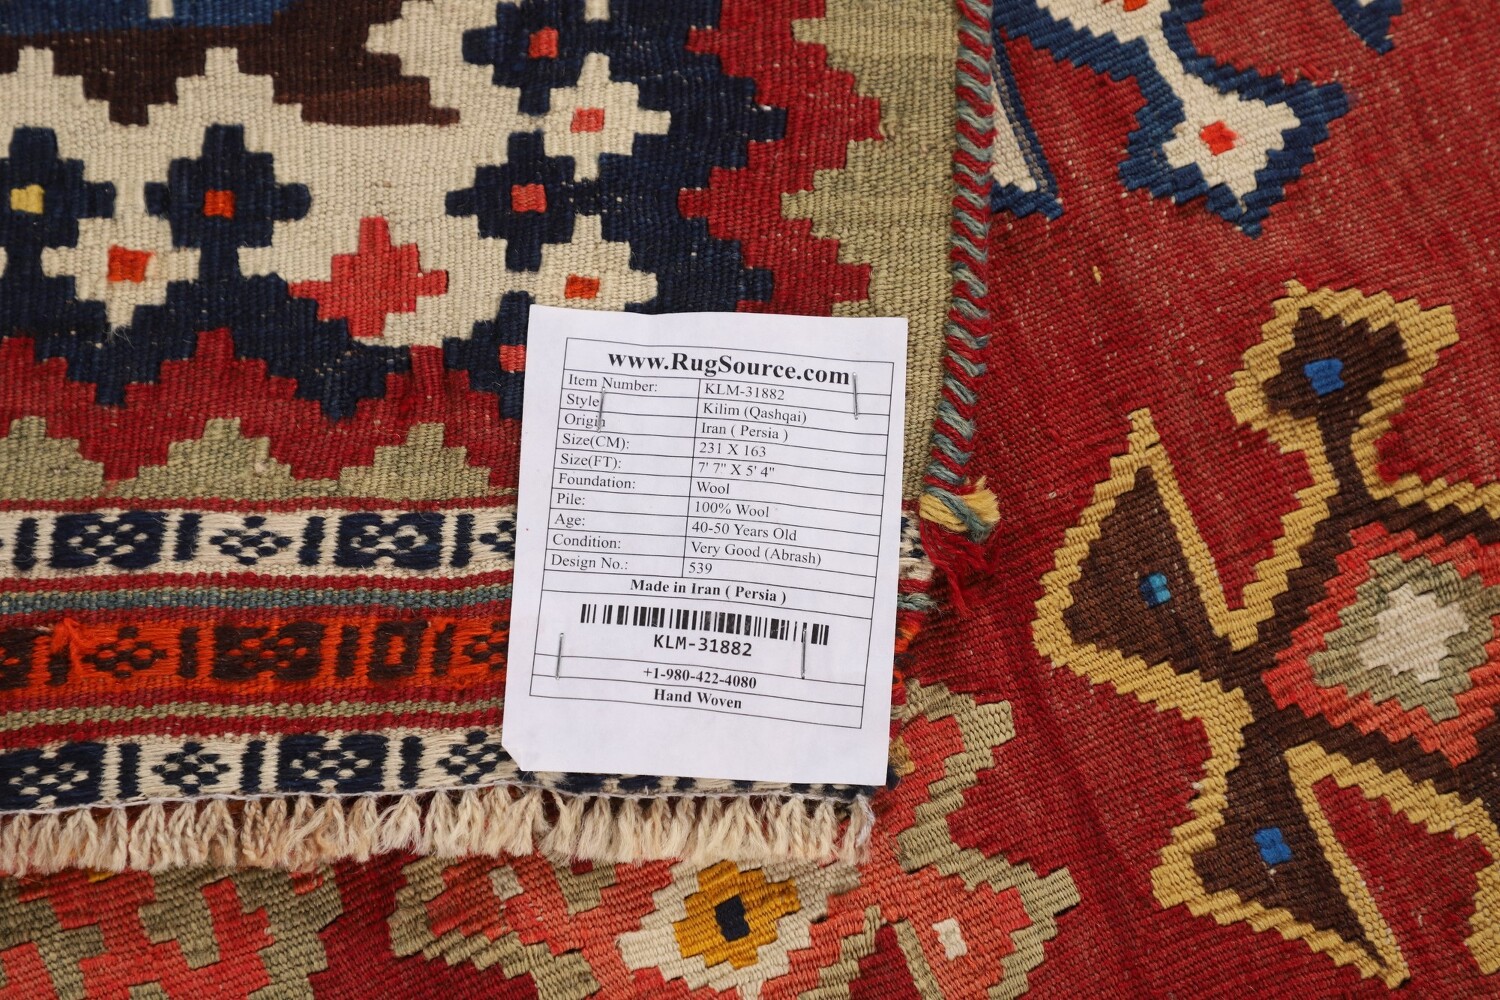 www.RugSource.com
Item Number: KLM-31882
Style: Kilim (Qashqai)
Origin Iran ( Persia )
Size(CM): 231 X 163
Size(FT): 7' 7" X 5' 4"
Foundation: Wool
Pile: 100% Wool
Age: 40-50 Years Old
Condition: Very Good (Abrash)
Design No.: 539
Made in Iran ( Persia )
KLM-31882
+1-980-422-4080
Hand Woven